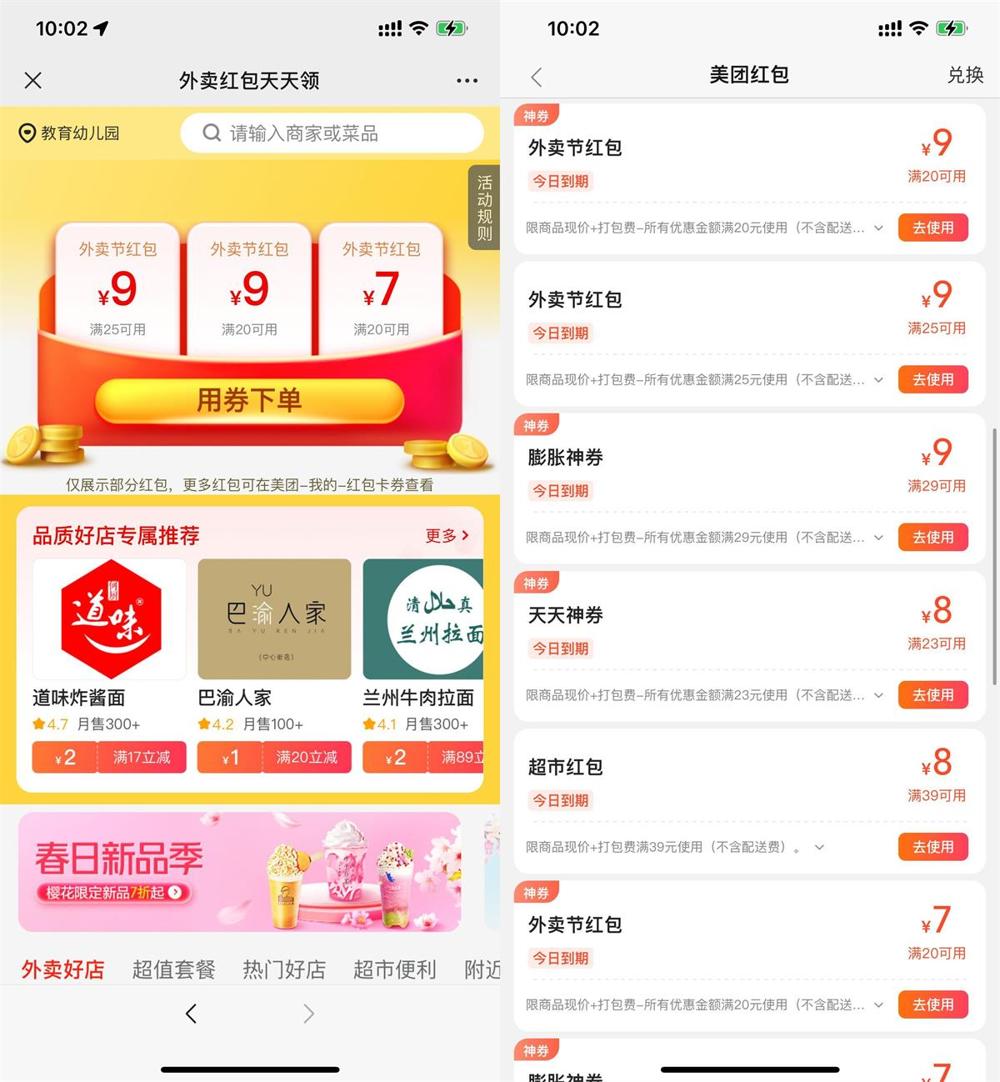 10:02
外卖红包天天领
教育幼儿园
请输入商家或菜品
活动规则
外卖节红包
¥9
满25可用
外卖节红包
¥9
满20可用
外卖节红包
¥7
满20可用
用券下单
仅展示部分红包，更多红包可在美团-我的-红包卡券查看
品质好店专属推荐
更多
道味
YU
巴渝人家
BA YU REN JIA
(中心街店)
清真
兰州拉面
道味炸酱面
巴渝人家
兰州牛肉拉面
4.7 月售300+
4.2 月售100+
4.1 月售300+
¥2 满17立减
¥1 满20立减
¥2 满89立
春日新品季
樱花限定新品7折起
外卖好店 超值套餐 热门好店 超市便利 附近
10:02
美团红包
兑换
神券
外卖节红包
¥9
今日到期
满20可用
限商品现价+打包费-所有优惠金额满20元使用（不含配送...
去使用
外卖节红包
¥9
今日到期
满25可用
限商品现价+打包费-所有优惠金额满25元使用（不含配送...
去使用
神券
膨胀神券
¥9
今日到期
满29可用
限商品现价+打包费-所有优惠金额满29元使用（不含配送...
去使用
神券
天天神券
¥8
今日到期
满23可用
限商品现价+打包费-所有优惠金额满23元使用（不含配送...
去使用
超市红包
¥8
今日到期
满39可用
限商品现价+打包费满39元使用（不含配送费）。
去使用
神券
外卖节红包
¥7
今日到期
满20可用
限商品现价+打包费-所有优惠金额满20元使用（不含配送...
去使用
神券
膨胀神券
¥7